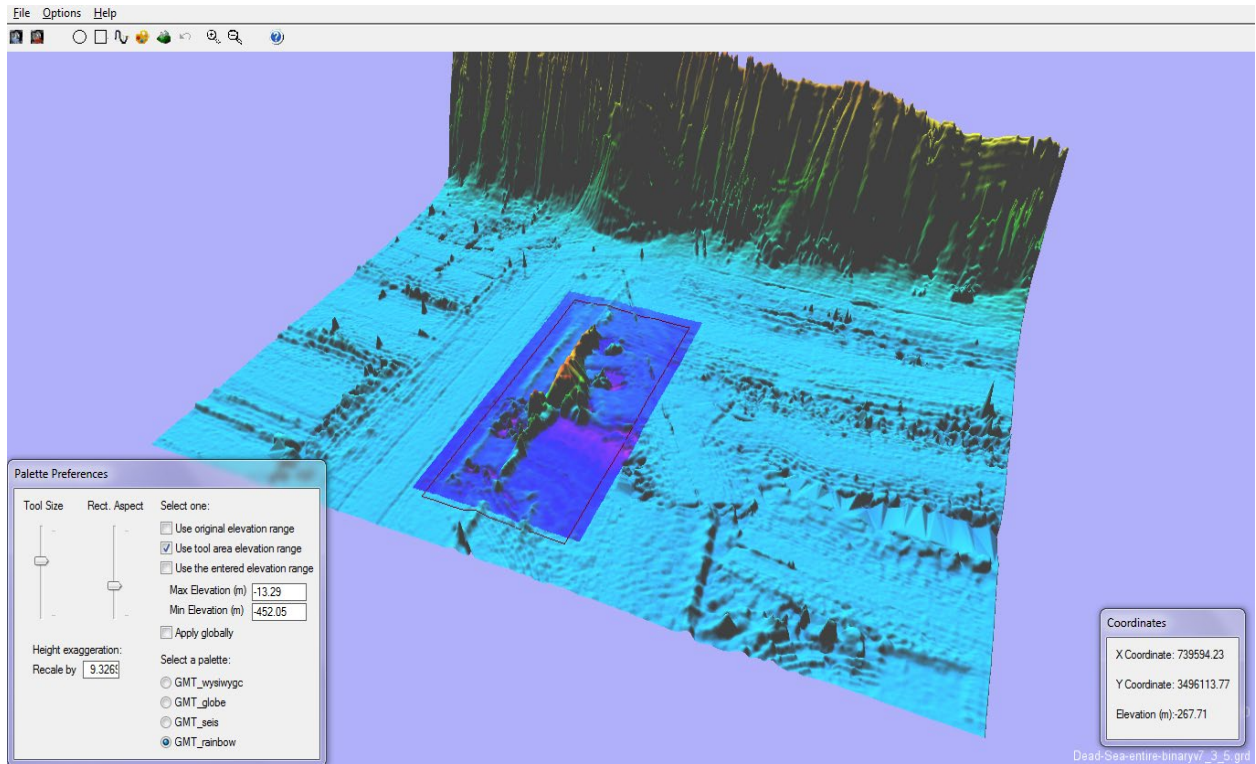 File Options Help
Palette Preferences
Tool Size Rect. Aspect Select one:
Use original elevation range
Use tool area elevation range
Use the entered elevation range
Max Elevation (m) -13.29
Min Elevation (m) -452.05
Apply globally
Height exaggeration:
Recale by 9.3265
Select a palette:
GMT_wysiwygc
GMT_globe
GMT_seis
GMT_rainbow
Coordinates
X Coordinate: 739594.23
Y Coordinate: 3496113.77
Elevation (m):-267.71
Dead-Sea-entire-binaryv7_3_5.grd